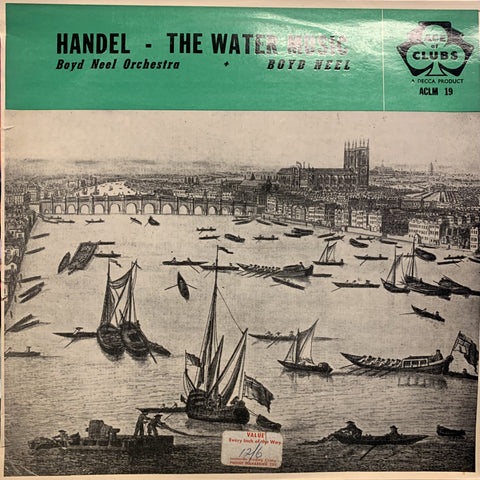 HANDEL - THE WATER MUSIC
Boyd Neel Orchestra + BOYD NEEL
ACE
of
CLUBS
A DECCA PRODUCT
ACLM 19
VALUE
Every Inch of the Way
12/6